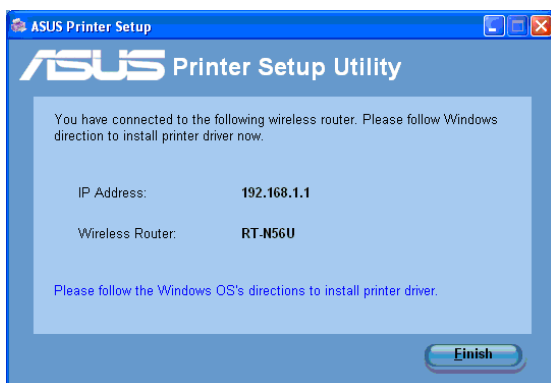 ASUS Printer Setup
ASUS Printer Setup Utility
You have connected to the following wireless router. Please follow Windows
direction to install printer driver now.
IP Address: 192.168.1.1
Wireless Router: RT-N56U
Please follow the Windows OS's directions to install printer driver.
Finish